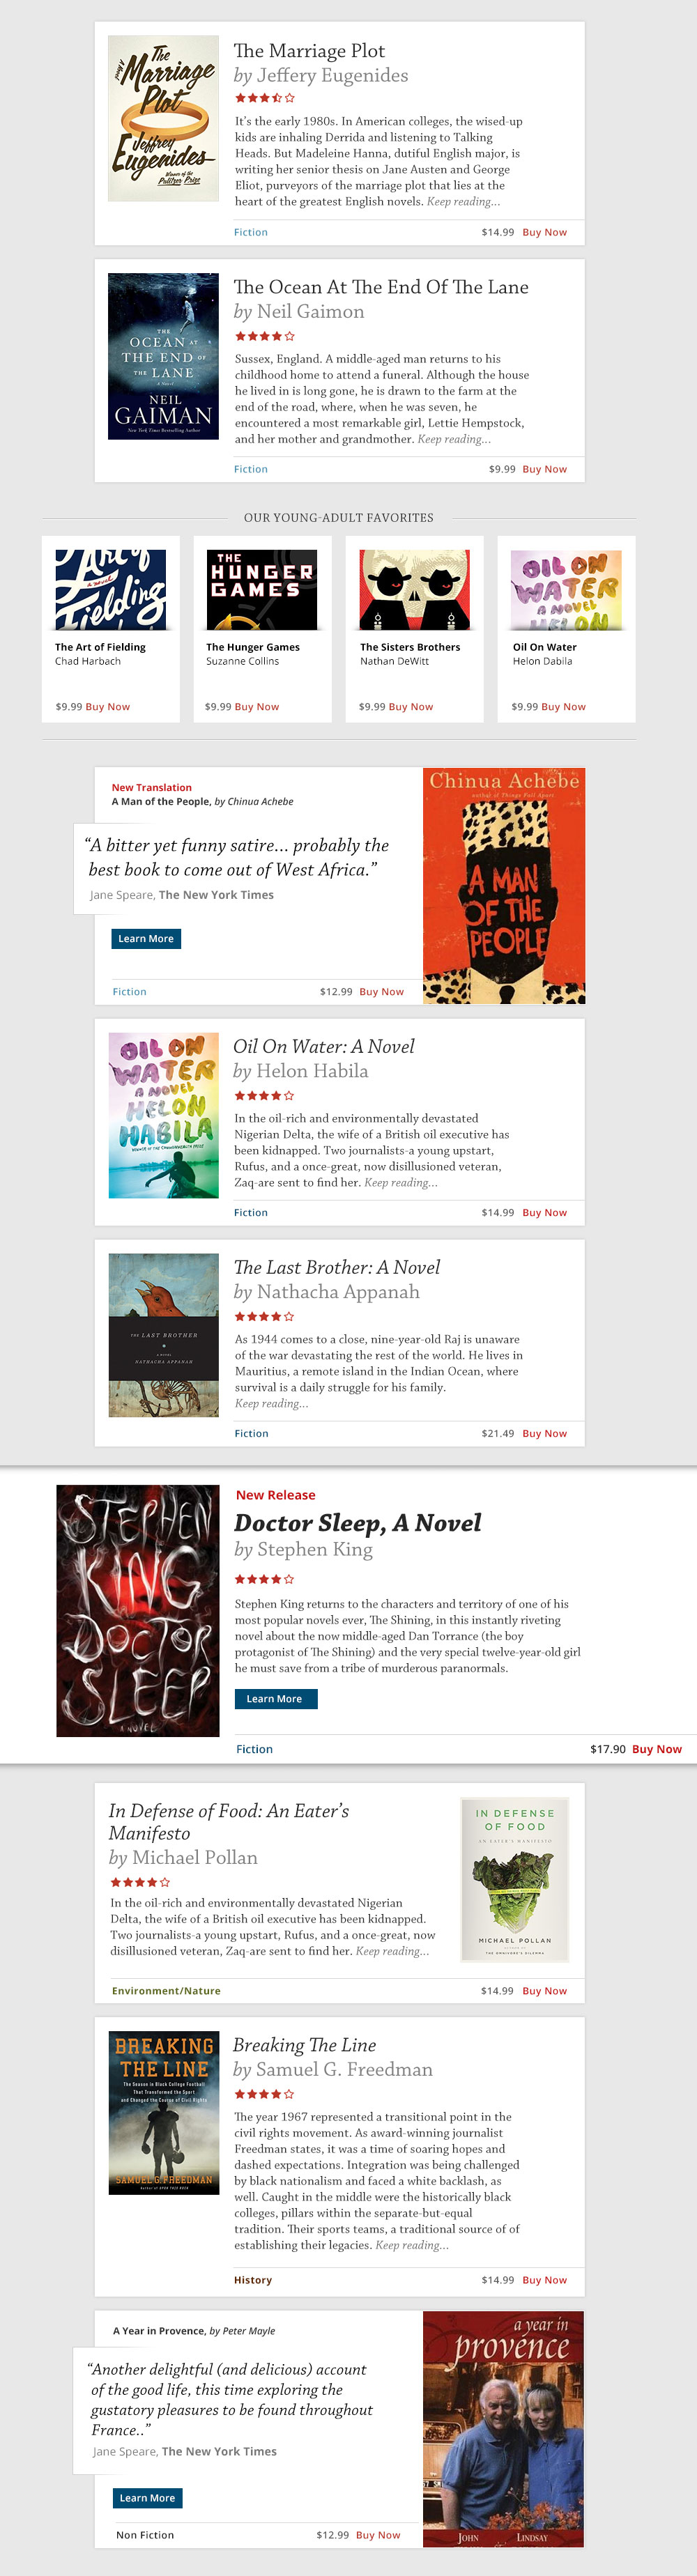 The
Marriage
Plot
A Novel
Jeffrey
Eugenides
Winner of the
Pulitzer Prize
The Marriage Plot
by Jeffery Eugenides
It's the early 1980s. In American colleges, the wised-up
kids are inhaling Derrida and listening to Talking
Heads. But Madeleine Hanna, dutiful English major, is
writing her senior thesis on Jane Austen and George
Eliot, purveyors of the marriage plot that lies at the
heart of the greatest English novels. Keep reading...
Fiction $14.99 Buy Now
THE
OCEAN AT
THE END OF
THE LANE
A Novel
NEIL
GAIMAN
New York Times Bestselling Author
The Ocean At The End Of The Lane
by Neil Gaimon
Sussex, England. A middle-aged man returns to his
childhood home to attend a funeral. Although the house
he lived in is long gone, he is drawn to the farm at the
end of the road, where, when he was seven, he
encountered a most remarkable girl, Lettie Hempstock,
and her mother and grandmother. Keep reading...
Fiction $9.99 Buy Now
OUR YOUNG-ADULT FAVORITES
Art of
a novel
Fielding
The Art of Fielding
Chad Harbach
$9.99 Buy Now
THE
HUNGER
GAMES
The Hunger Games
Suzanne Collins
$9.99 Buy Now
The Sisters Brothers
Nathan DeWitt
$9.99 Buy Now
OIL ON
WATER
A NOVEL
HELON
Oil On Water
Helon Dabila
$9.99 Buy Now
New Translation
A Man of the People, by Chinua Achebe
“A bitter yet funny satire... probably the
best book to come out of West Africa.”
Jane Speare, The New York Times
Learn More
Fiction $12.99 Buy Now
Chinua Achebe
author of Things Fall Apart
A MAN
OF THE
PEOPLE
OIL ON
WATER
A NOVEL
HELON
HABILA
WINNER OF THE COMMONWEALTH PRIZE
Oil On Water: A Novel
by Helon Habila
In the oil-rich and environmentally devastated
Nigerian Delta, the wife of a British oil executive has
been kidnapped. Two journalists-a young upstart,
Rufus, and a once-great, now disillusioned veteran,
Zaq-are sent to find her. Keep reading...
Fiction $14.99 Buy Now
THE LAST BROTHER
A NOVEL
NATHACHA APPANAH
The Last Brother: A Novel
by Nathacha Appanah
As 1944 comes to a close, nine-year-old Raj is unaware
of the war devastating the rest of the world. He lives in
Mauritius, a remote island in the Indian Ocean, where
survival is a daily struggle for his family.
Keep reading...
Fiction $21.49 Buy Now
STEPHEN
KING
DOCTOR
SLEEP
A NOVEL
New Release
Doctor Sleep, A Novel
by Stephen King
Stephen King returns to the characters and territory of one of his
most popular novels ever, The Shining, in this instantly riveting
novel about the now middle-aged Dan Torrance (the boy
protagonist of The Shining) and the very special twelve-year-old girl
he must save from a tribe of murderous paranormals.
Learn More
Fiction $17.90 Buy Now
In Defense of Food: An Eater's
Manifesto
by Michael Pollan
In the oil-rich and environmentally devastated Nigerian
Delta, the wife of a British oil executive has been kidnapped.
Two journalists-a young upstart, Rufus, and a once-great, now
disillusioned veteran, Zaq-are sent to find her. Keep reading...
Environment/Nature $14.99 Buy Now
IN DEFENSE
OF FOOD
AN EATER'S MANIFESTO
MICHAEL POLLAN
THE OMNIVORE'S DILEMMA
BREAKING
THE LINE
The Season in Black College Football
That Transformed the Sport
and Changed the Course of Civil Rights
SAMUEL G. FREEDMAN
Breaking The Line
by Samuel G. Freedman
The year 1967 represented a transitional point in the
civil rights movement. As award-winning journalist
Freedman states, it was a time of soaring hopes and
dashed expectations. Integration was being challenged
by black nationalism and faced a white backlash, as
well. Caught in the middle were the historically black
colleges, pillars within the separate-but-equal
tradition. Their sports teams, a traditional source of of
establishing their legacies. Keep reading...
History $14.99 Buy Now
A Year in Provence, by Peter Mayle
“Another delightful (and delicious) account
of the good life, this time exploring the
gustatory pleasures to be found throughout
France..”
Jane Speare, The New York Times
Learn More
Non Fiction $12.99 Buy Now
a year in
provence
JOHN LINDSAY